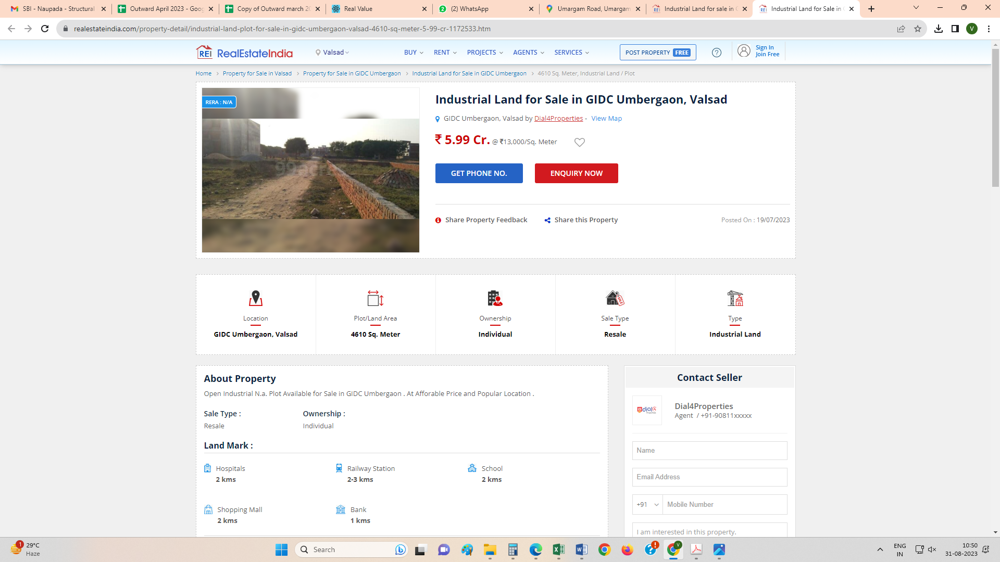 SBI - Naupada - Structural
Outward April 2023 - Goog
Copy of Outward march 20
Real Value
(2) WhatsApp
Umargam Road, Umargam
Industrial Land for sale in G
Industrial Land for Sale in G
realestateindia.com/property-detail/industrial-land-plot-for-sale-in-gidc-umbergaon-valsad-4610-sq-meter-5-99-cr-1172533.htm
V
REI RealEstateIndia
Valsad
BUY
RENT
PROJECTS
AGENTS
SERVICES
POST PROPERTY FREE
?
Sign In
Join Free
Home > Property for Sale in Valsad > Property for Sale in GIDC Umbergaon > Industrial Land for Sale in GIDC Umbergaon > 4610 Sq. Meter, Industrial Land / Plot
RERA : N/A
Industrial Land for Sale in GIDC Umbergaon, Valsad
GIDC Umbergaon, Valsad by Dial4Properties - View Map
₹ 5.99 Cr. @ ₹13,000/Sq. Meter
GET PHONE NO.
ENQUIRY NOW
Share Property Feedback
Share this Property
Posted On : 19/07/2023
Location
GIDC Umbergaon, Valsad
Plot/Land Area
4610 Sq. Meter
Ownership
Individual
Sale Type
Resale
Type
Industrial Land
About Property
Open Industrial N.a. Plot Available for Sale in GIDC Umbergaon . At Afforable Price and Popular Location .
Sale Type :
Resale
Ownership :
Individual
Land Mark :
Hospitals
2 kms
Railway Station
2-3 kms
School
2 kms
Shopping Mall
2 kms
Bank
1 kms
Contact Seller
dial4
Properties
Dial4Properties
Agent / +91-90811xxxxx
Name
Email Address
+91
Mobile Number
I am interested in this property.
1
29°C
Haze
Search
V
ENG
IN
10:50
31-08-2023